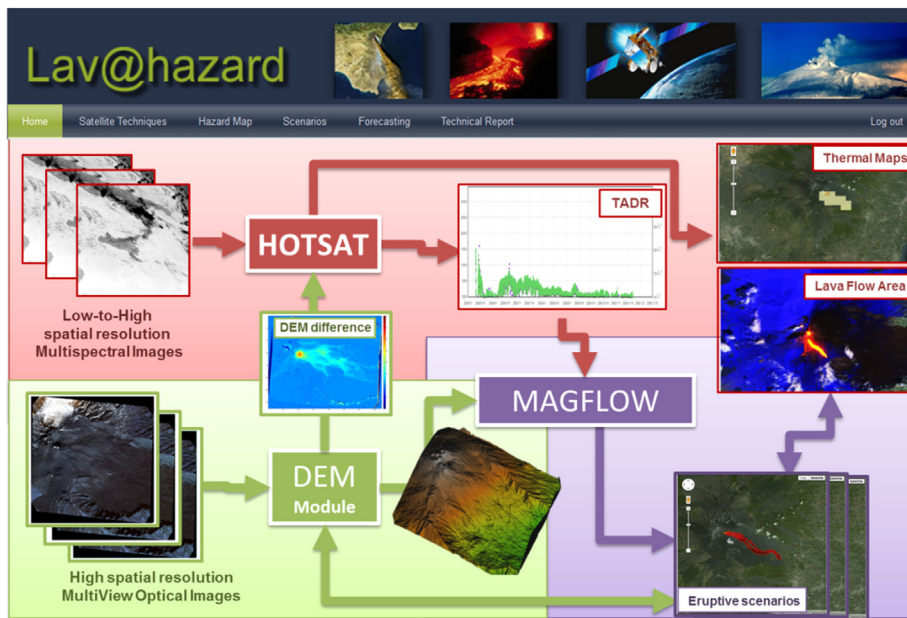 Lav@hazard
Home Satellite Techniques Hazard Map Scenarios Forecasting Technical Report Log out
Thermal Maps
TADR
HOTSAT
Lava Flow Area
Low-to-High
spatial resolution
Multispectral Images
DEM difference
MAGFLOW
DEM
Module
High spatial resolution
MultiView Optical Images
Eruptive scenarios